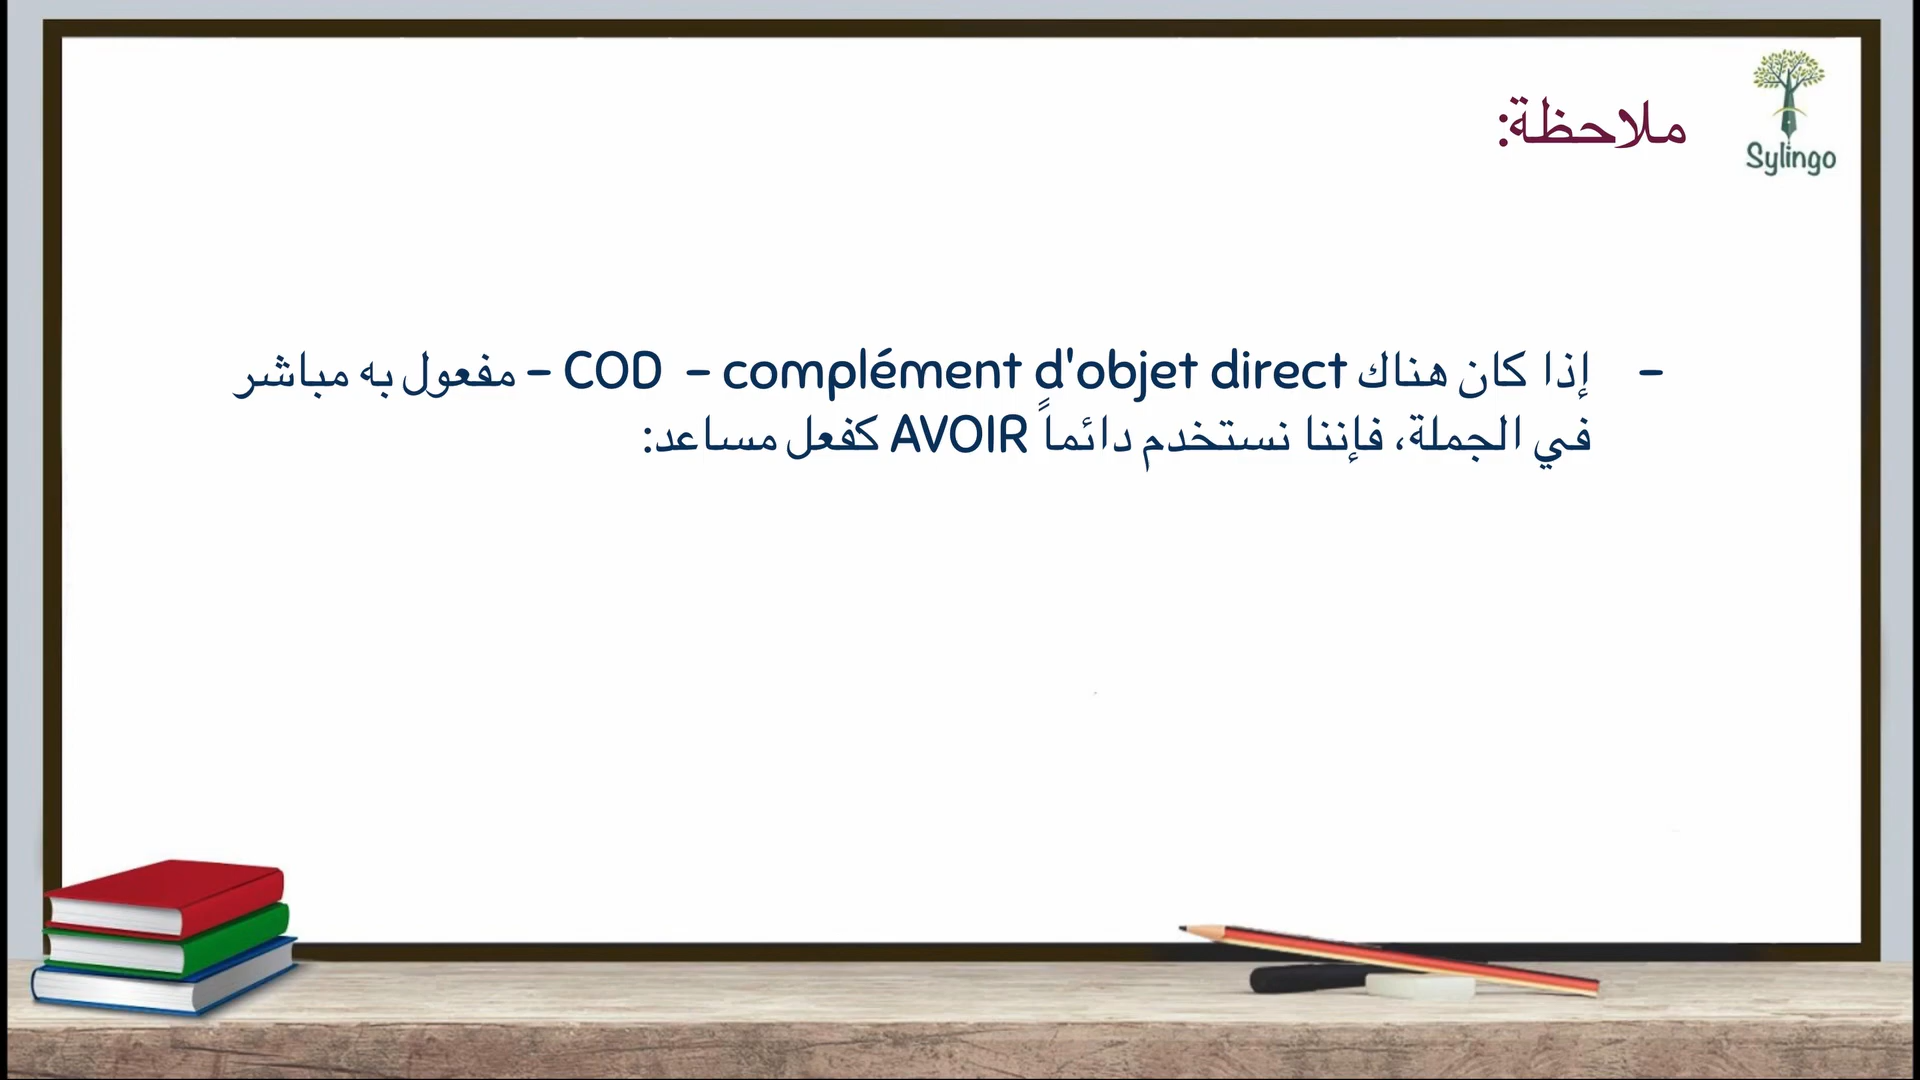 Sylingo
ملاحظة:
- إذا كان هناك COD – complément d'objet direct – مفعول به مباشر
في الجملة، فإننا نستخدم دائماً AVOIR كفعل مساعد: